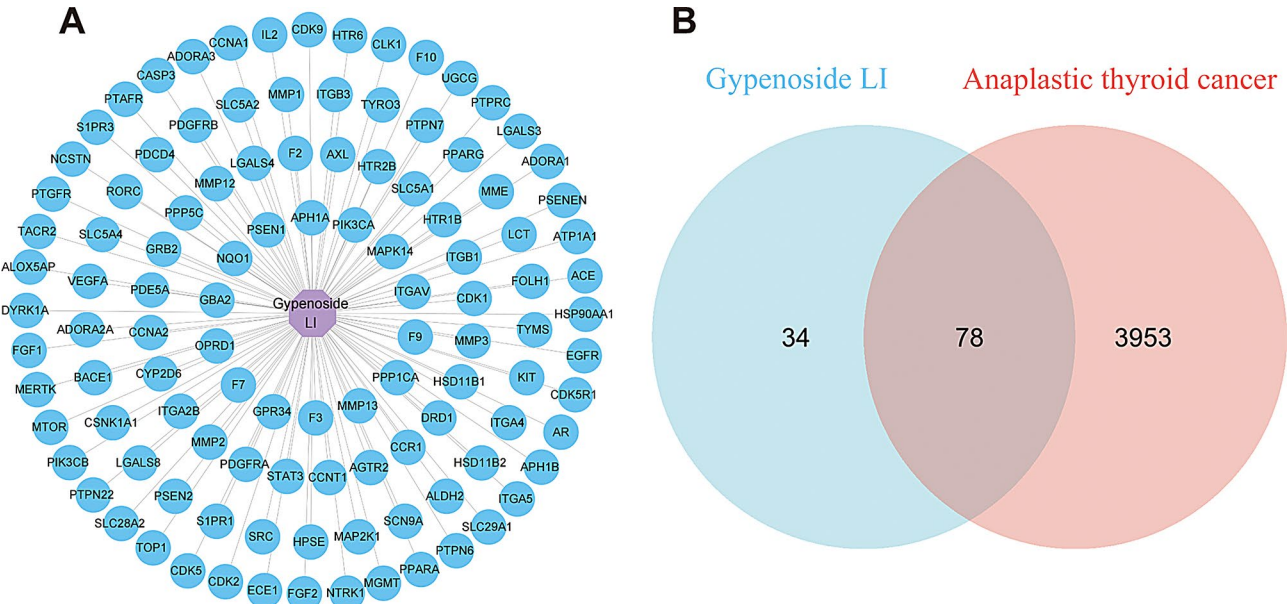 A
CCNA1
IL2
CDK9
HTR6
CLK1
F10
UGCG
PTPRC
LGALS3
ADORA1
PSENEN
ATP1A1
ACE
HSP90AA1
EGFR
CDK5R1
AR
APH1B
ITGA5
SLC29A1
PTPN6
PPARA
MGMT
NTRK1
FGF2
ECE1
CDK2
CDK5
TOP1
SLC28A2
PTPN22
PIK3CB
MTOR
MERTK
FGF1
DYRK1A
ALOX5AP
TACR2
PTGFR
NCSTN
S1PR3
PTAFR
CASP3
ADORA3
SLC5A2
MMP1
ITGB3
TYRO3
PTPN7
PPARG
MME
LCT
FOLH1
TYMS
KIT
ITGA4
HSD11B2
ALDH2
SCN9A
MAP2K1
HPSE
SRC
S1PR1
PSEN2
LGALS8
CSNK1A1
BACE1
ADORA2A
VEGFA
SLC5A4
RORC
PDCD4
PDGFRB
LGALS4
F2
AXL
HTR2B
SLC5A1
HTR1B
ITGB1
CDK1
MMP3
HSD11B1
DRD1
CCR1
AGTR2
CCNT1
STAT3
PDGFRA
MMP2
ITGA2B
CYP2D6
CCNA2
PDE5A
GRB2
PPP5C
MMP12
PSEN1
APH1A
PIK3CA
MAPK14
ITGAV
F9
PPP1CA
MMP13
F3
GPR34
F7
OPRD1
GBA2
NQO1
Gypenoside
LI
B
Gypenoside LI
Anaplastic thyroid cancer
34
78
3953